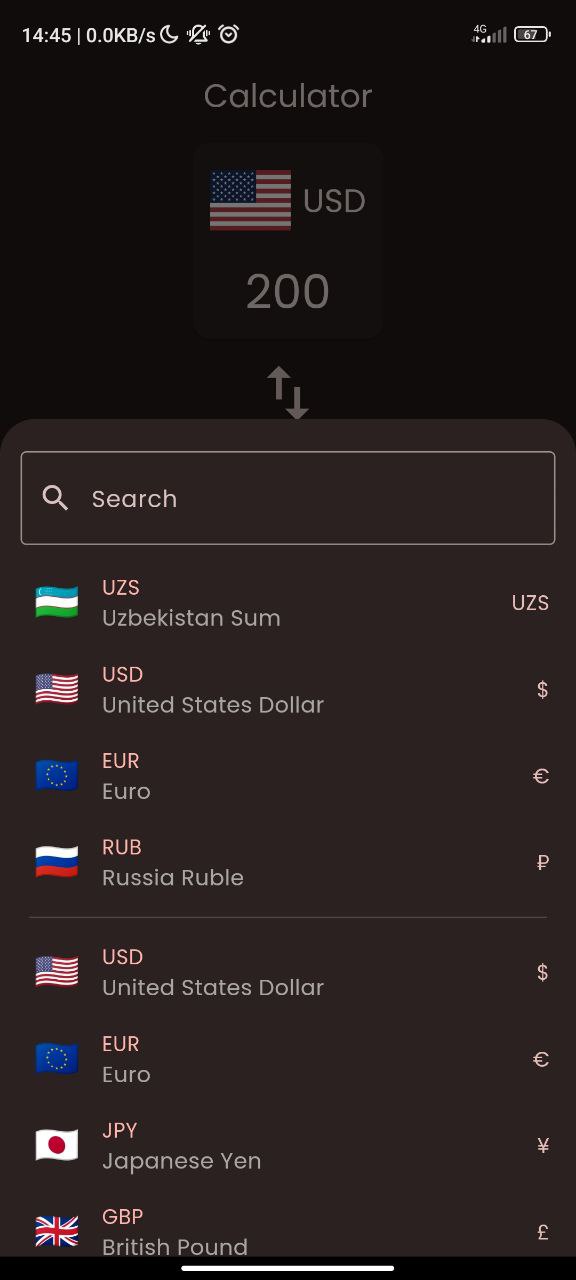 14:45 | 0.0KB/s
4G
67
Calculator
USD
200
Search
UZS
Uzbekistan Sum
UZS
USD
United States Dollar
$
EUR
Euro
€
RUB
Russia Ruble
₽
USD
United States Dollar
$
EUR
Euro
€
JPY
Japanese Yen
¥
GBP
British Pound
£